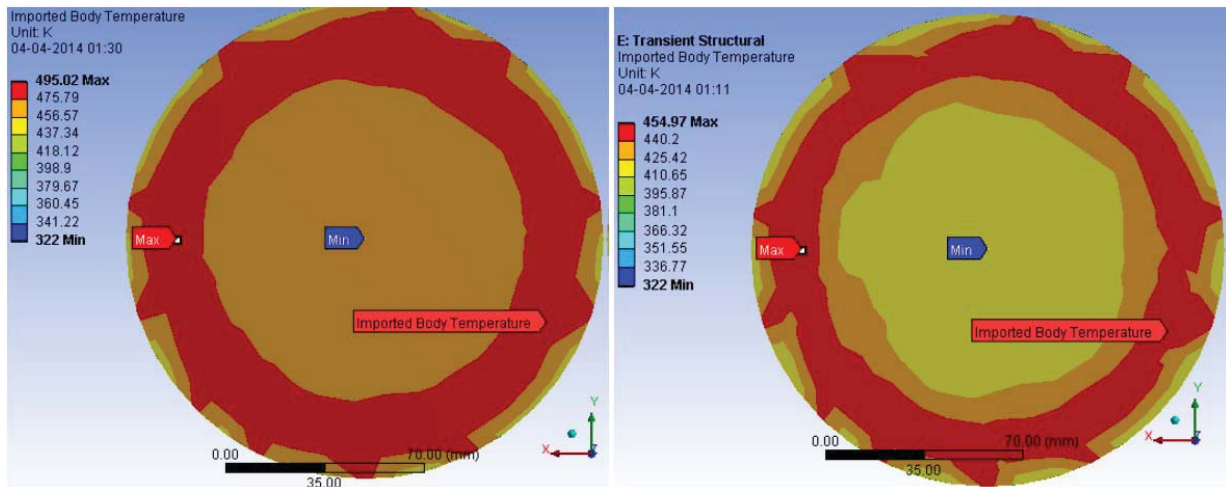 Imported Body Temperature
Unit: K
04-04-2014 01:30
495.02 Max
475.79
456.57
437.34
418.12
398.9
379.67
360.45
341.22
322 Min
Max
Min
Imported Body Temperature
0.00
70.00 (mm)
35.00
Y
X
Z
E: Transient Structural
Imported Body Temperature
Unit: K
04-04-2014 01:11
454.97 Max
440.2
425.42
410.65
395.87
381.1
366.32
351.55
336.77
322 Min
Max
Min
Imported Body Temperature
0.00
70.00 (mm)
35.00
Y
X
Z